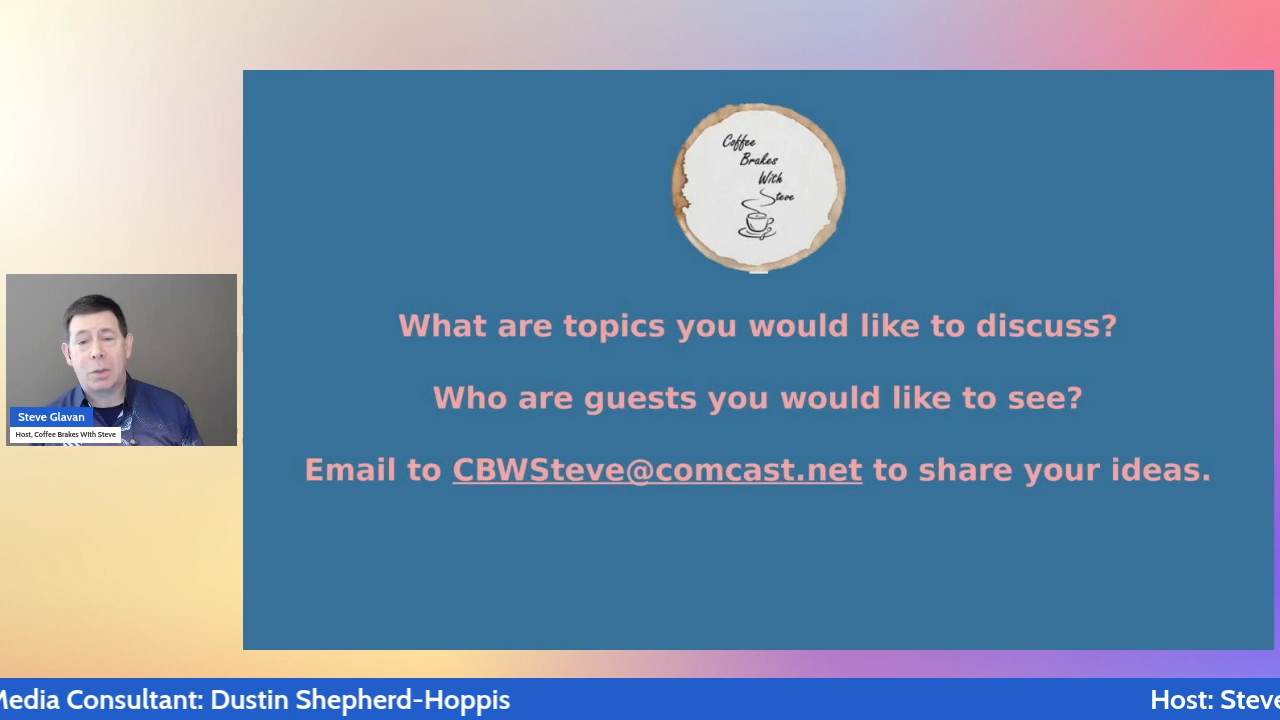 Coffee
Brakes
With
Steve
What are topics you would like to discuss?
Who are guests you would like to see?
Email to CBWSteve@comcast.net to share your ideas.
Steve Glavan
Host, Coffee Brakes With Steve
Media Consultant: Dustin Shepherd-Hoppis
Host: Steve